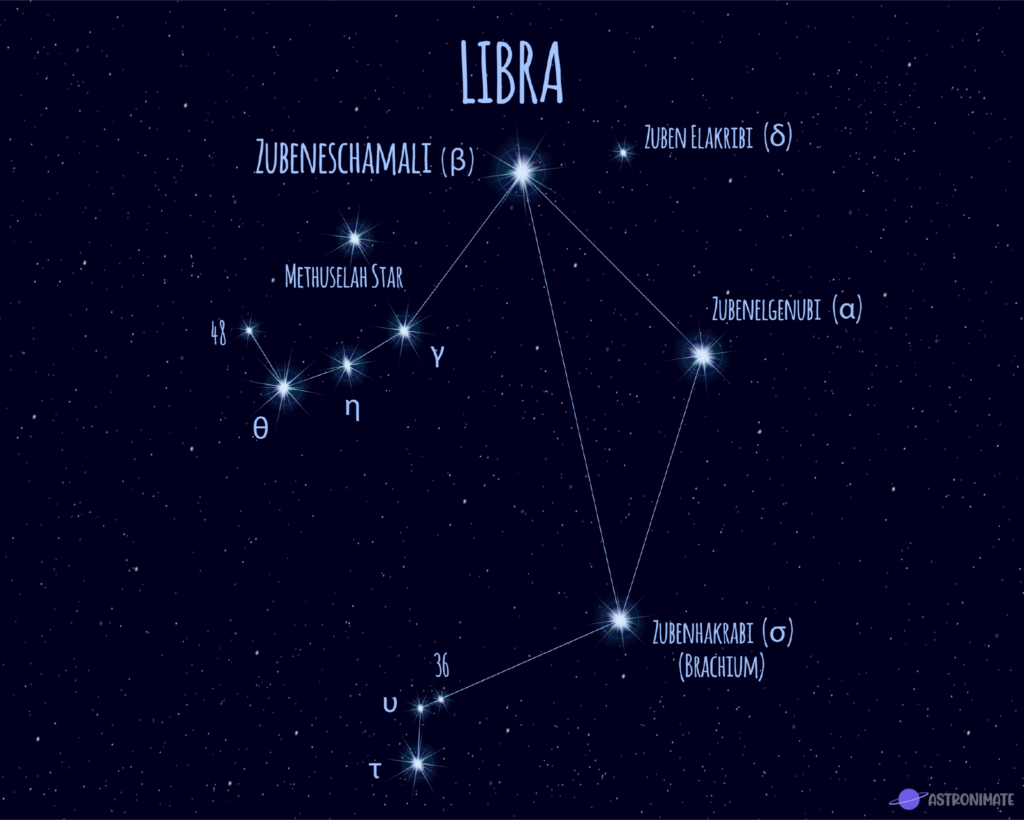 LIBRA
ZUBEN ELAKRIBI (δ)
ZUBENESCHAMALI (β)
METHUSELAH STAR
ZUBENELGENUBI (α)
48
γ
η
θ
ZUBENHAKRABI (σ)
(BRACHIUM)
36
υ
τ
ASTRONIMATE